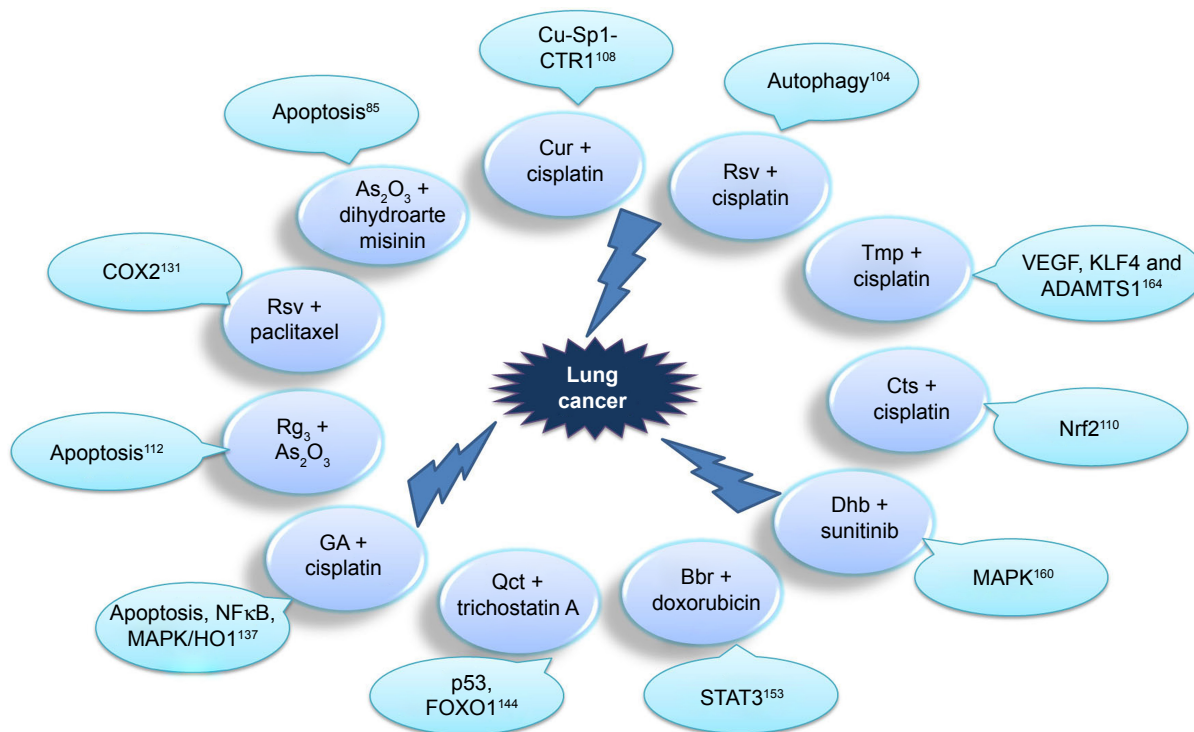 Cu-Sp1-
CTR1¹⁰⁸
Cur +
cisplatin
Autophagy¹⁰⁴
Rsv +
cisplatin
VEGF, KLF4 and
ADAMTS1¹⁶⁴
Tmp +
cisplatin
Nrf2¹¹⁰
Cts +
cisplatin
MAPK¹⁶⁰
Dhb +
sunitinib
STAT3¹⁵³
Bbr +
doxorubicin
p53,
FOXO1¹⁴⁴
Qct +
trichostatin A
Apoptosis, NFκB,
MAPK/HO1¹³⁷
GA +
cisplatin
Apoptosis¹¹²
Rg₃ +
As₂O₃
COX2¹³¹
Rsv +
paclitaxel
Apoptosis⁸⁵
As₂O₃ +
dihydroarte
misinin
Lung
cancer